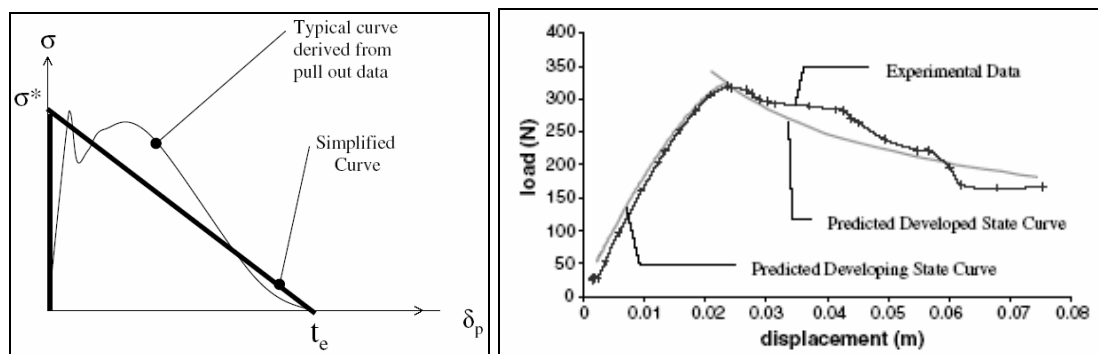 Typical curve
derived from
pull out data
σ
σ*
Simplified
Curve
t_e
δ_p
400
350
300
250
200
150
100
50
0
load (N)
Experimental Data
Predicted Developed State Curve
Predicted Developing State Curve
0
0.01
0.02
0.03
0.04
0.05
0.06
0.07
0.08
displacement (m)